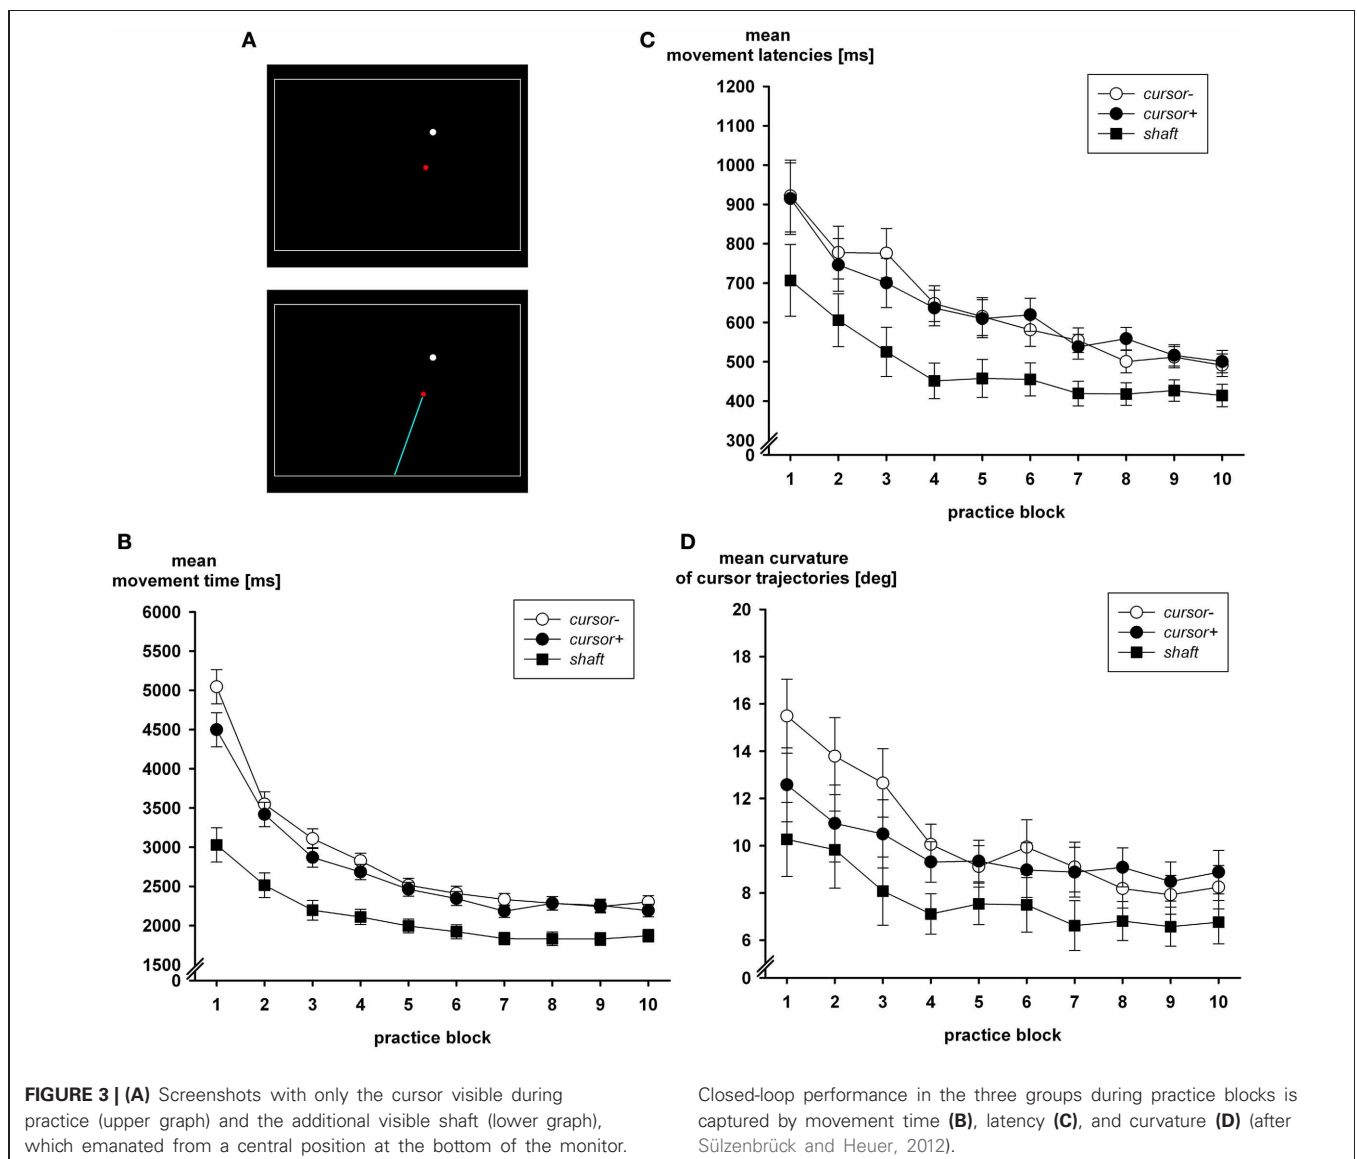 A
C
mean
movement latencies [ms]
cursor-
cursor+
shaft
1200
1100
1000
900
800
700
600
500
400
300
0
1 2 3 4 5 6 7 8 9 10
practice block
B
mean
movement time [ms]
cursor-
cursor+
shaft
6000
5500
5000
4500
4000
3500
3000
2500
2000
1500
0
1 2 3 4 5 6 7 8 9 10
practice block
D
mean curvature
of cursor trajectories [deg]
cursor-
cursor+
shaft
20
18
16
14
12
10
8
6
0
1 2 3 4 5 6 7 8 9 10
practice block
FIGURE 3 | (A) Screenshots with only the cursor visible during
practice (upper graph) and the additional visible shaft (lower graph),
which emanated from a central position at the bottom of the monitor.
Closed-loop performance in the three groups during practice blocks is
captured by movement time (B), latency (C), and curvature (D) (after
Sülzenbrück and Heuer, 2012).